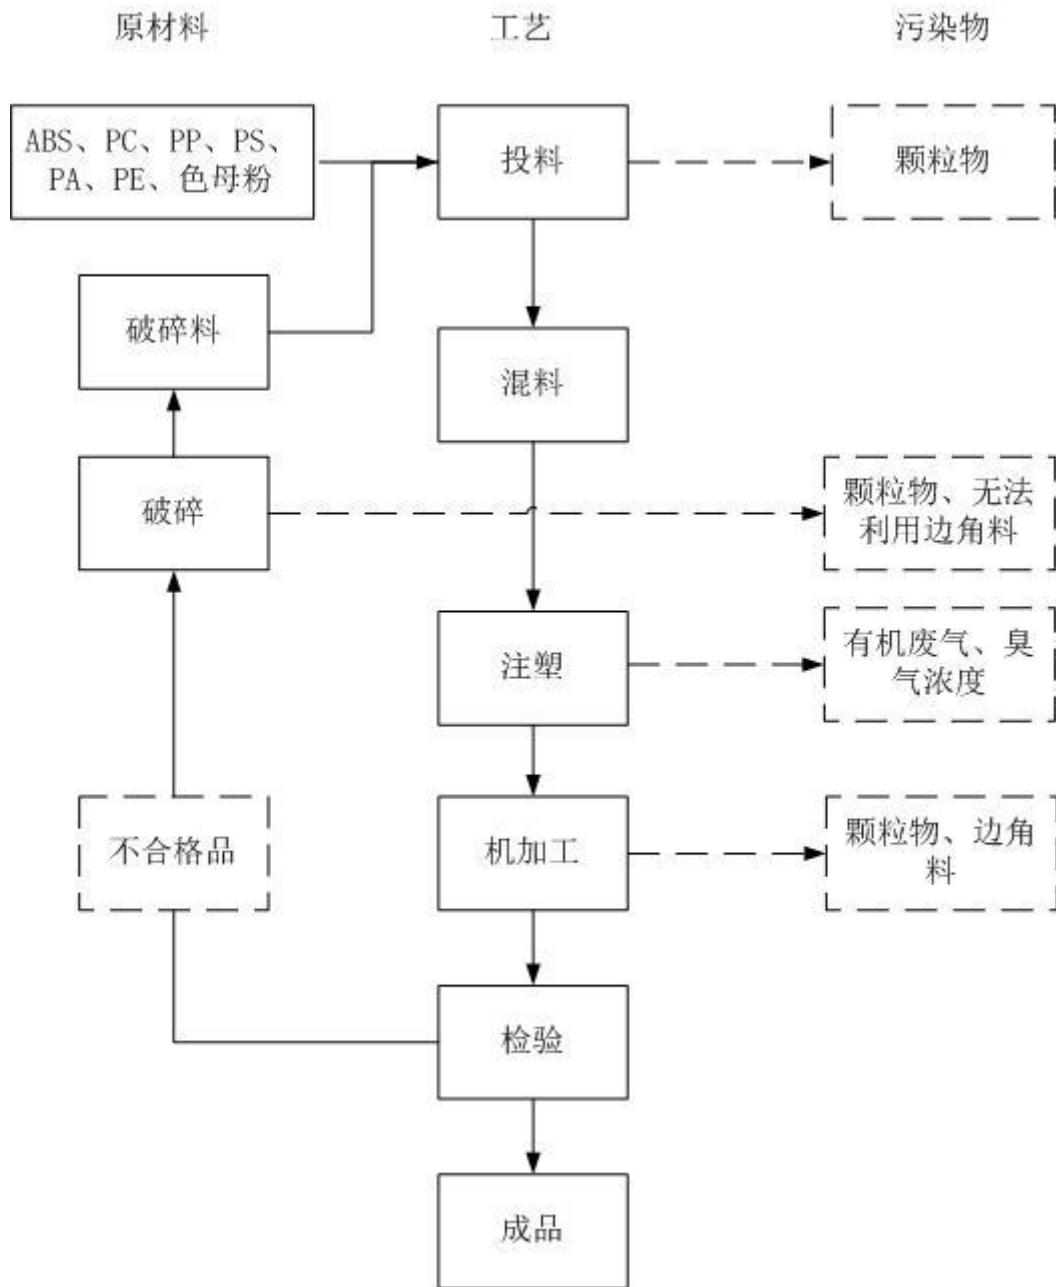 原材料
工艺
污染物
ABS、PC、PP、PS、
PA、PE、色母粉
投料
颗粒物
破碎料
混料
破碎
颗粒物、无法
利用边角料
注塑
有机废气、臭
气浓度
不合格品
机加工
颗粒物、边角
料
检验
成品